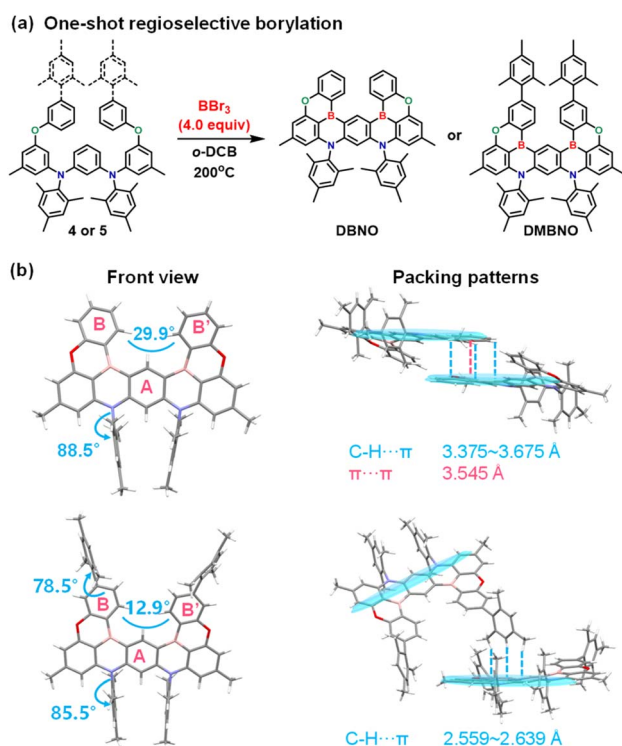 (a) One-shot regioselective borylation
O
O
N
N
4 or 5
BBr₃
(4.0 equiv)
o-DCB
200°C
O
B
B
O
N
N
DBNO
or
O
B
B
O
N
N
DMBNO
(b)
Front view
Packing patterns
B
29.9°
B'
A
88.5°
C-H···π 3.375~3.675 Å
π···π 3.545 Å
78.5°
B
12.9°
B'
A
85.5°
C-H···π 2.559~2.639 Å